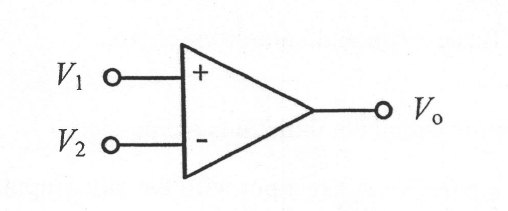 V₁ +
V₂ -
Vₒ